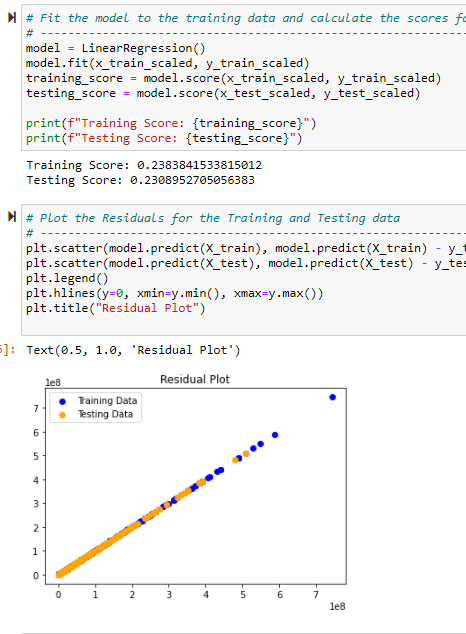 # Fit the model to the training data and calculate the scores
# ------------------------------------------------------------
model = LinearRegression()
model.fit(x_train_scaled, y_train_scaled)
training_score = model.score(x_train_scaled, y_train_scaled)
testing_score = model.score(x_test_scaled, y_test_scaled)
print(f"Training Score: {training_score}")
print(f"Testing Score: {testing_score}")
Training Score: 0.2383841533815012
Testing Score: 0.2308952705056383
# Plot the Residuals for the Training and Testing data
# ------------------------------------------------------------
plt.scatter(model.predict(X_train), model.predict(X_train) - y_t
plt.scatter(model.predict(X_test), model.predict(X_test) - y_tes
plt.legend()
plt.hlines(y=0, xmin=y.min(), xmax=y.max())
plt.title("Residual Plot")
]: Text(0.5, 1.0, 'Residual Plot')
Residual Plot
1e8
Training Data
Testing Data
7
6
5
4
3
2
1
0
0 1 2 3 4 5 6 7
1e8